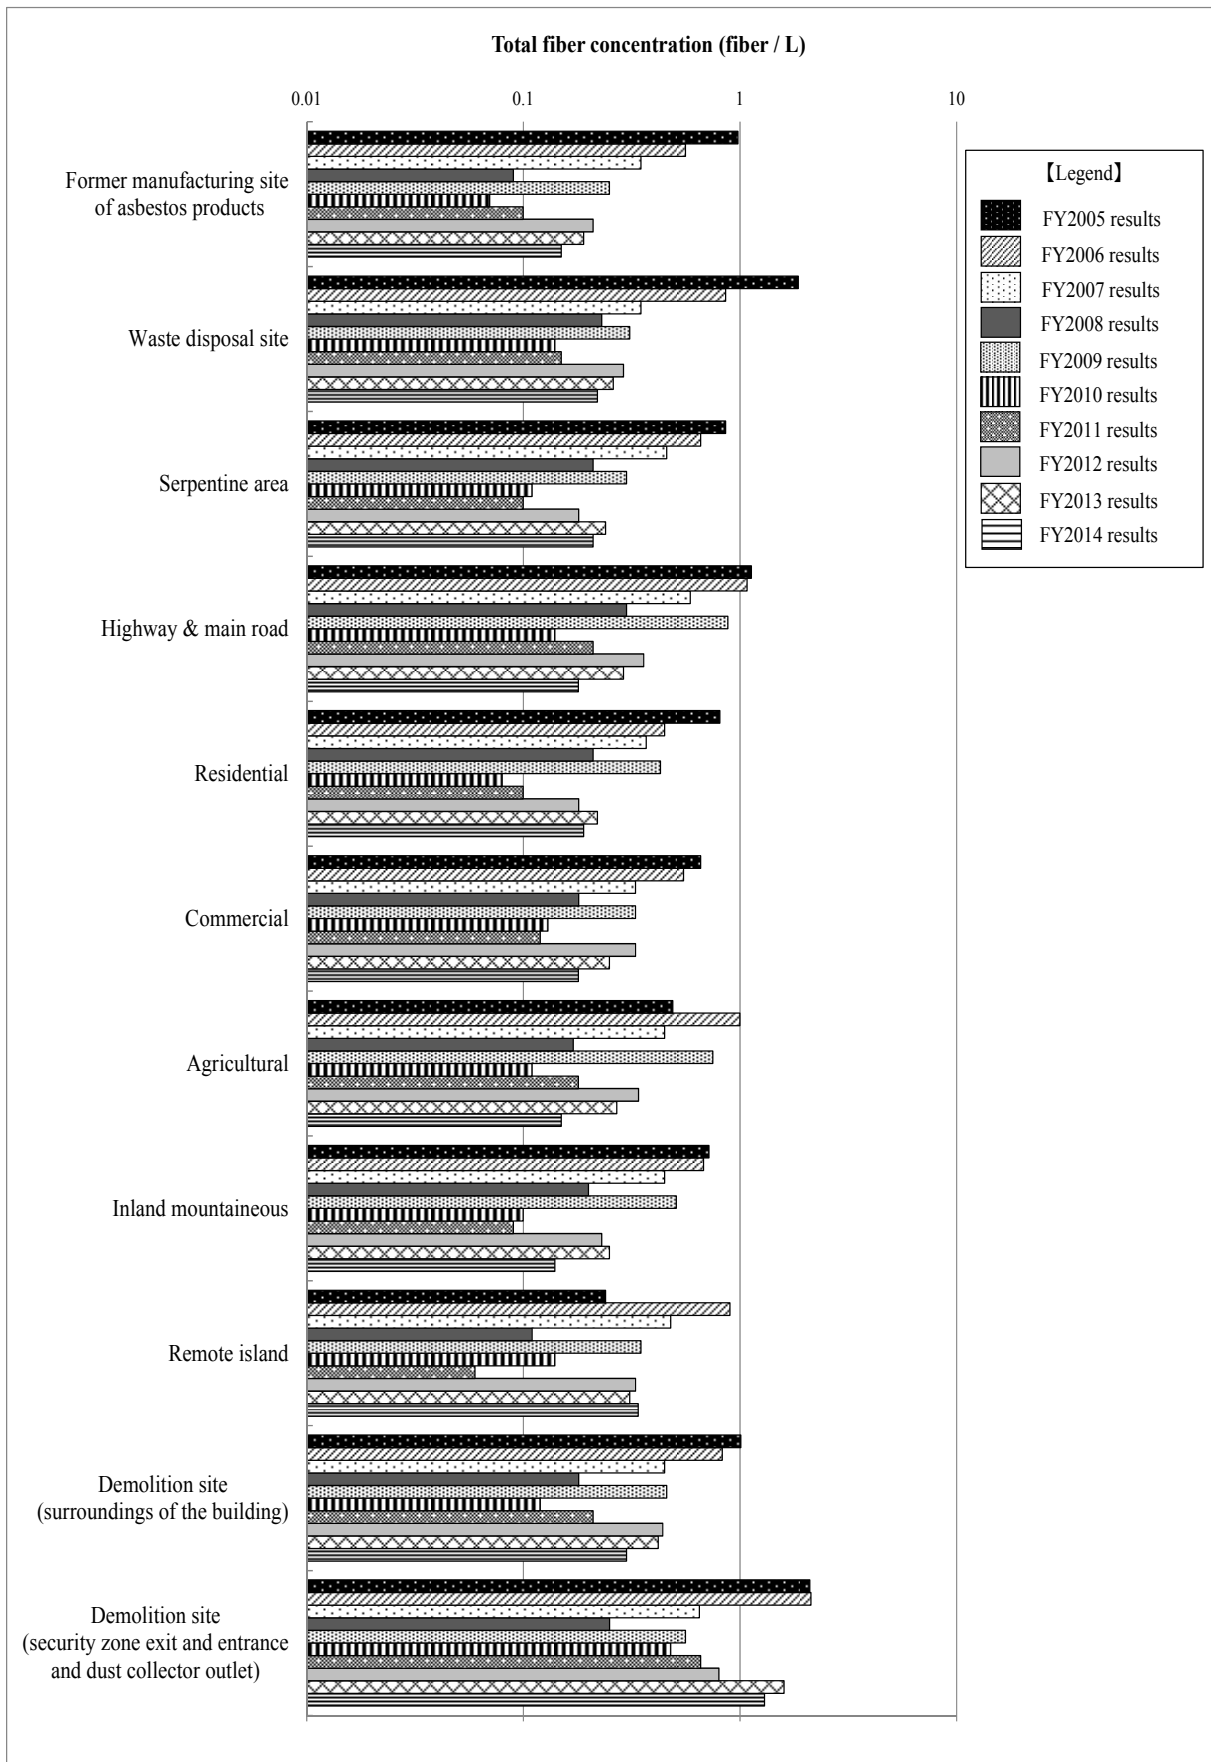 Total fiber concentration (fiber / L)
0.01 0.1 1 10
Former manufacturing site
of asbestos products
Waste disposal site
Serpentine area
Highway & main road
Residential
Commercial
Agricultural
Inland mountaineous
Remote island
Demolition site
(surroundings of the building)
Demolition site
(security zone exit and entrance
and dust collector outlet)
【Legend】
FY2005 results
FY2006 results
FY2007 results
FY2008 results
FY2009 results
FY2010 results
FY2011 results
FY2012 results
FY2013 results
FY2014 results